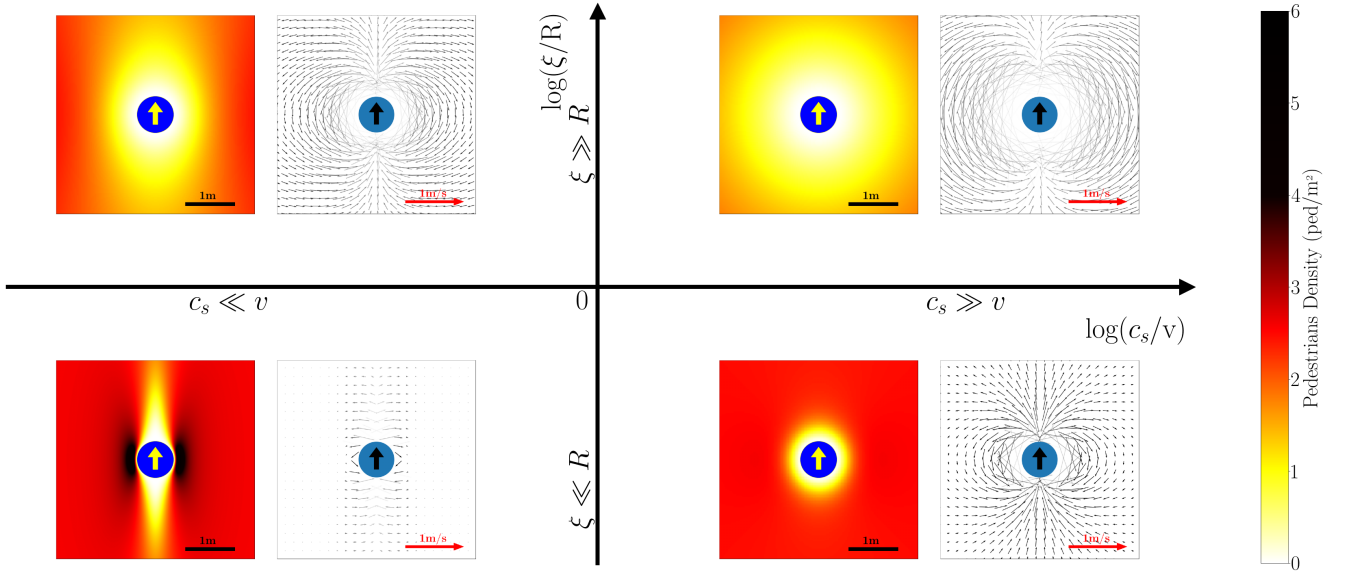 log(ξ/R)
ξ ≫ R
1m
1m/s
1m
1m/s
c_s ≪ v
0
c_s ≫ v
log(c_s/v)
ξ ≪ R
1m
1m/s
1m
1m/s
6
5
4
3
2
1
0
Pedestrians Density (ped/m²)